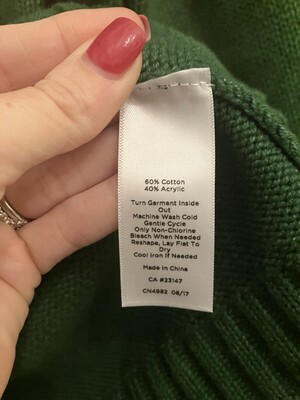 60% Cotton
40% Acrylic
Turn Garment Inside
Out
Machine Wash Cold
Gentle Cycle
Only Non-Chlorine
Bleach When Needed
Reshape, Lay Flat To
Dry
Cool Iron If Needed
Made in China
CA #23147
CN4982 08/17